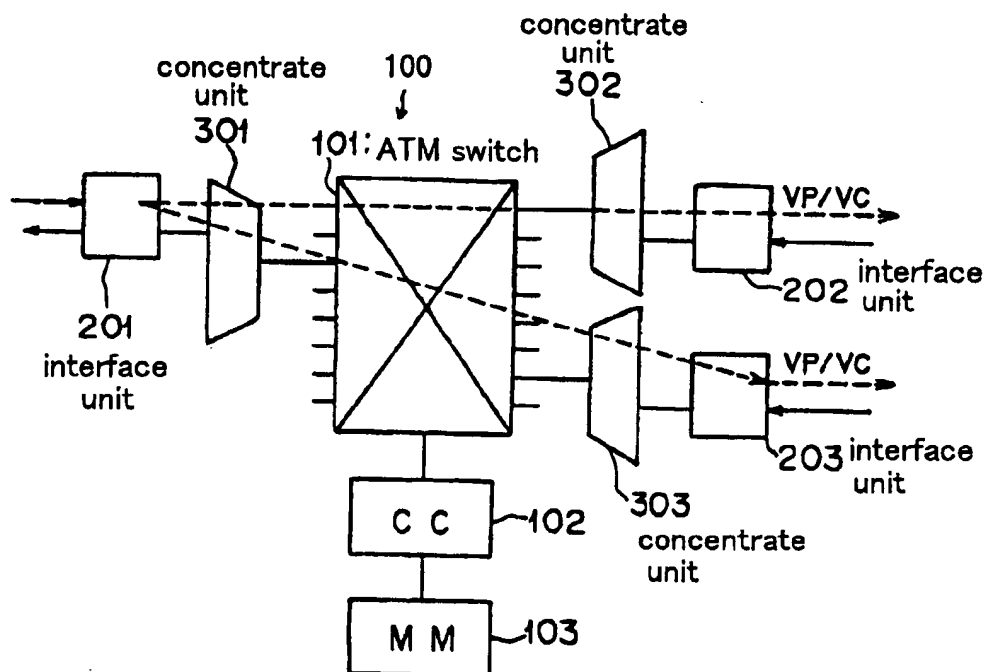 concentrate
unit
302
concentrate
unit
301
100
101: ATM switch
VP/VC
202 interface
unit
201
interface
unit
VP/VC
203 interface
unit
303
concentrate
unit
C C
102
M M
103